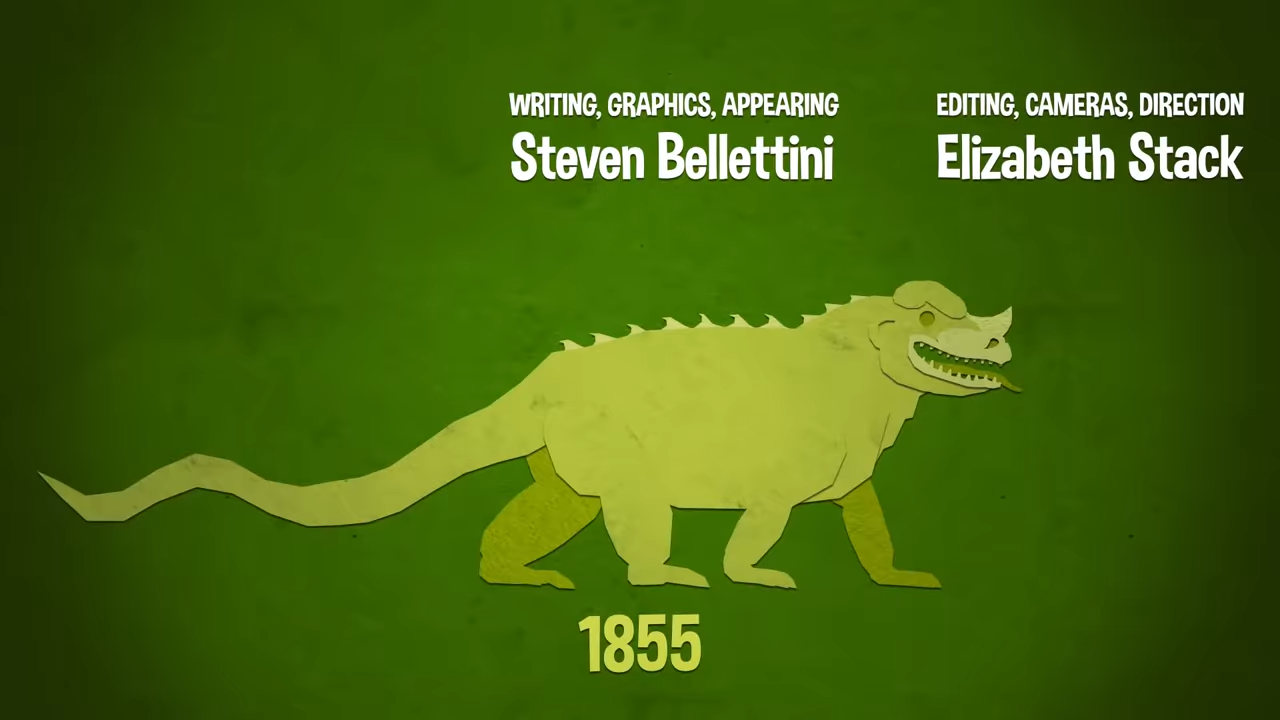 WRITING, GRAPHICS, APPEARING
Steven Bellettini
EDITING, CAMERAS, DIRECTION
Elizabeth Stack
1855